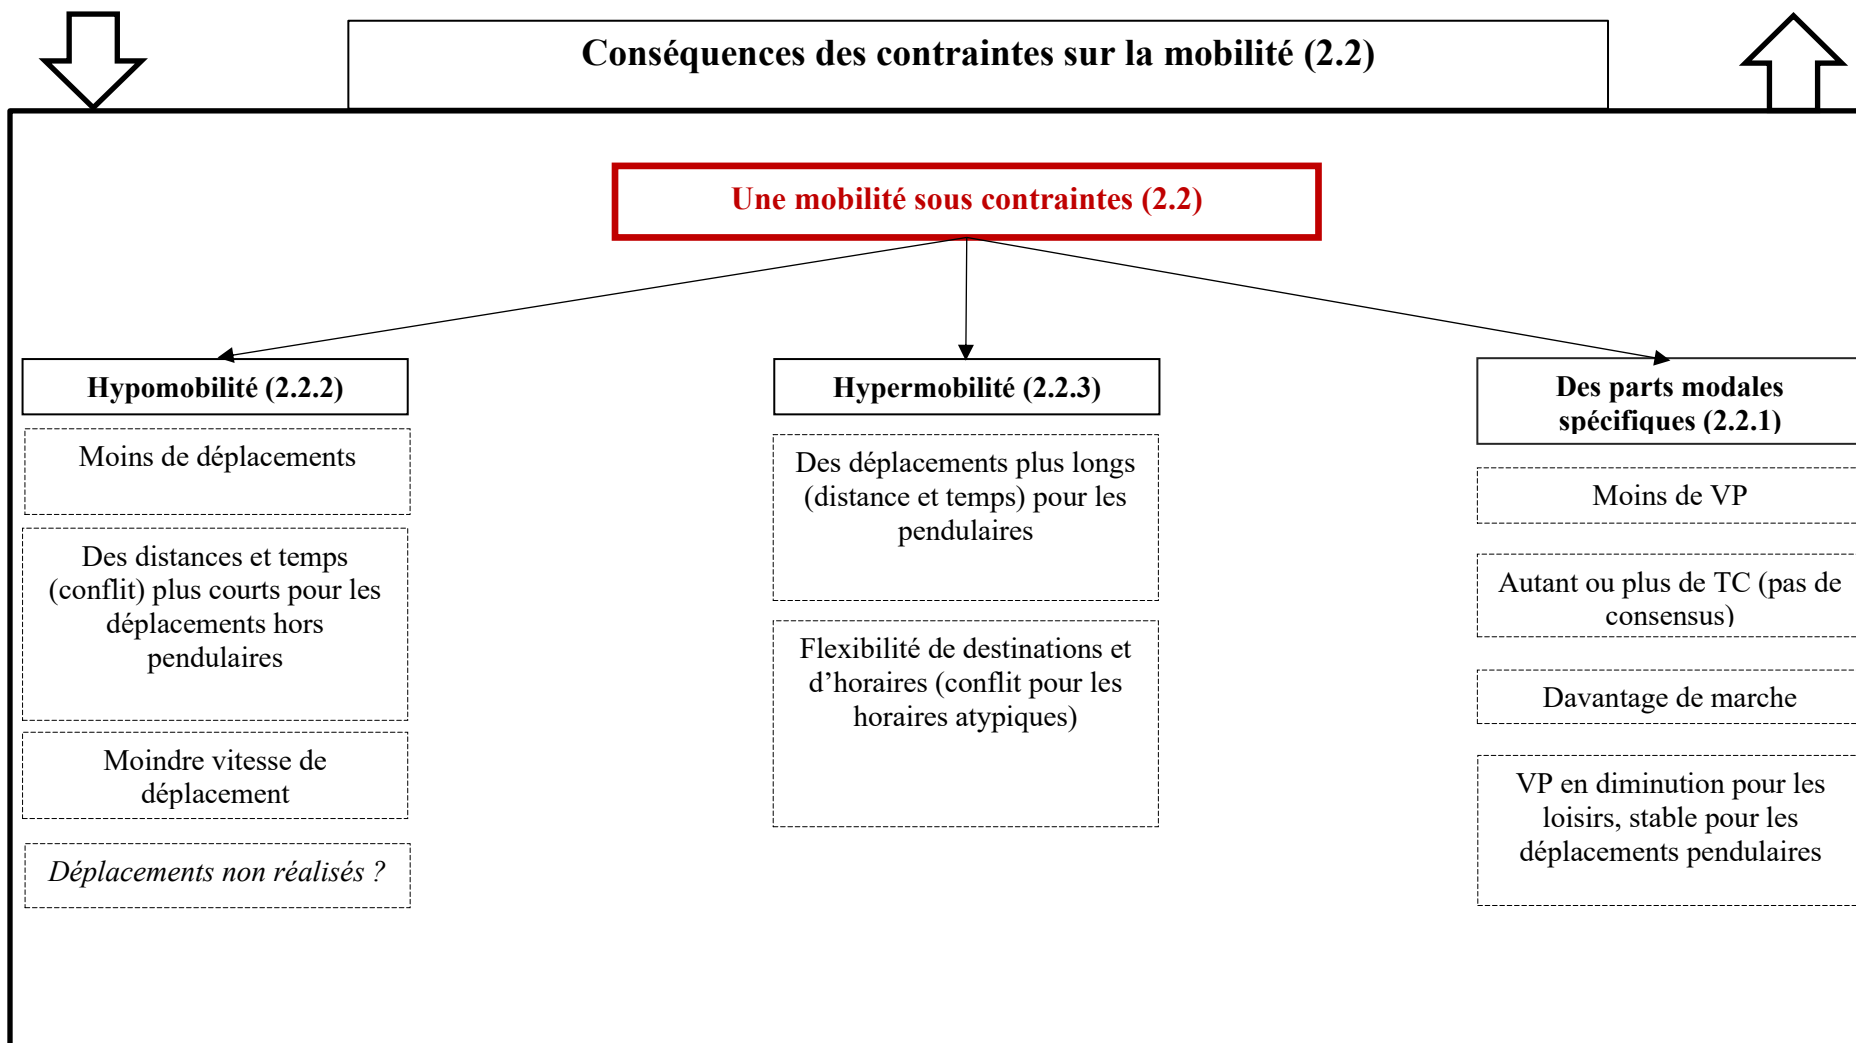 Conséquences des contraintes sur la mobilité (2.2)
Une mobilité sous contraintes (2.2)
Hypomobilité (2.2.2)
Moins de déplacements
Des distances et temps
(conflit) plus courts pour les
déplacements hors
pendulaires
Moindre vitesse de
déplacement
Déplacements non réalisés ?
Hypermobilité (2.2.3)
Des déplacements plus longs
(distance et temps) pour les
pendulaires
Flexibilité de destinations et
d’horaires (conflit pour les
horaires atypiques)
Des parts modales
spécifiques (2.2.1)
Moins de VP
Autant ou plus de TC (pas de
consensus)
Davantage de marche
VP en diminution pour les
loisirs, stable pour les
déplacements pendulaires